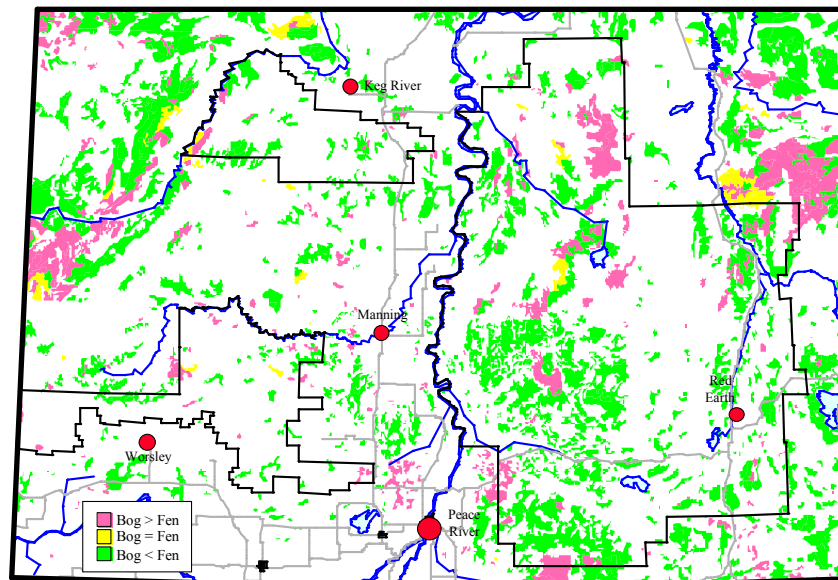 Keg River
Manning
Red
Earth
Worsley
Peace
River
Bog > Fen
Bog = Fen
Bog < Fen